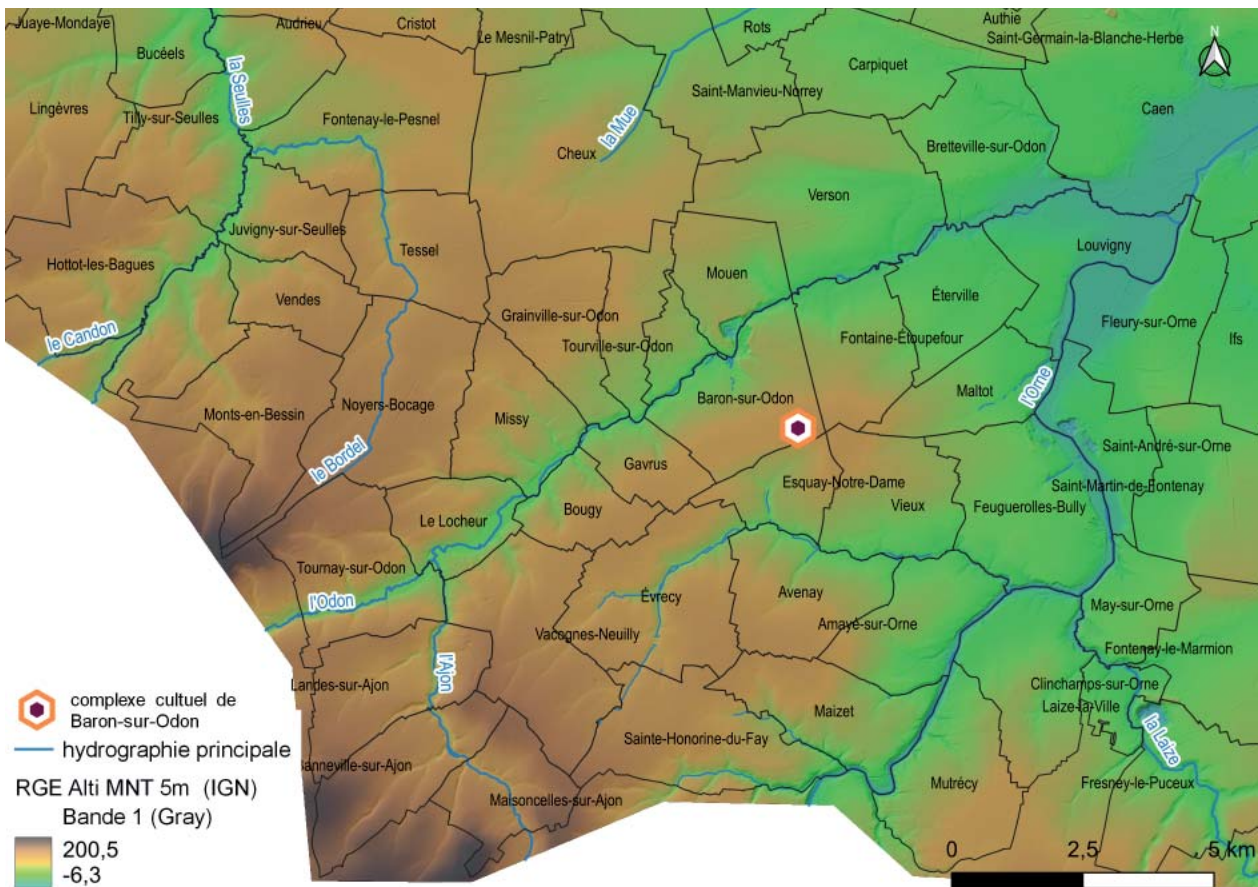 Juaye-Mondaye
Audrieu
Cristot
Le Mesnil-Patry
Rots
Authie
Saint-Germain-la-Blanche-Herbe
N
Bucéels
la Seulles
Carpiquet
Saint-Manvieu-Norrey
Lingèvres
Tilly-sur-Seulles
Fontenay-le-Pesnel
la Mue
Caen
Cheux
Bretteville-sur-Odon
Verson
Juvigny-sur-Seulles
Tessel
Hottot-les-Bagues
Mouen
Louvigny
Vendes
Éterville
Grainville-sur-Odon
Fleury-sur-Orne
le Candon
Tourville-sur-Odon
Fontaine-Étoupefour
Ifs
Maltot
l'Orne
Baron-sur-Odon
Noyers-Bocage
Monts-en-Bessin
Missy
le Bordel
Saint-André-sur-Orne
Gavrus
Esquay-Notre-Dame
Saint-Martin-de-Fontenay
Bougy
Vieux
Feuguerolles-Bully
Le Locheur
Tournay-sur-Odon
l'Odon
Évrecy
Avenay
May-sur-Orne
Vacognes-Neuilly
Amayé-sur-Orne
Fontenay-le-Marmion
l'Ajon
Landes-sur-Ajon
Clinchamps-sur-Orne
Laize-la-Ville
Maizet
la Laize
Sainte-Honorine-du-Fay
Banneville-sur-Ajon
Mutrécy
Fresney-le-Puceux
Maisoncelles-sur-Ajon
complexe cultuel de
Baron-sur-Odon
hydrographie principale
RGE Alti MNT 5m (IGN)
Bande 1 (Gray)
200,5
-6,3
0 2,5 5 km